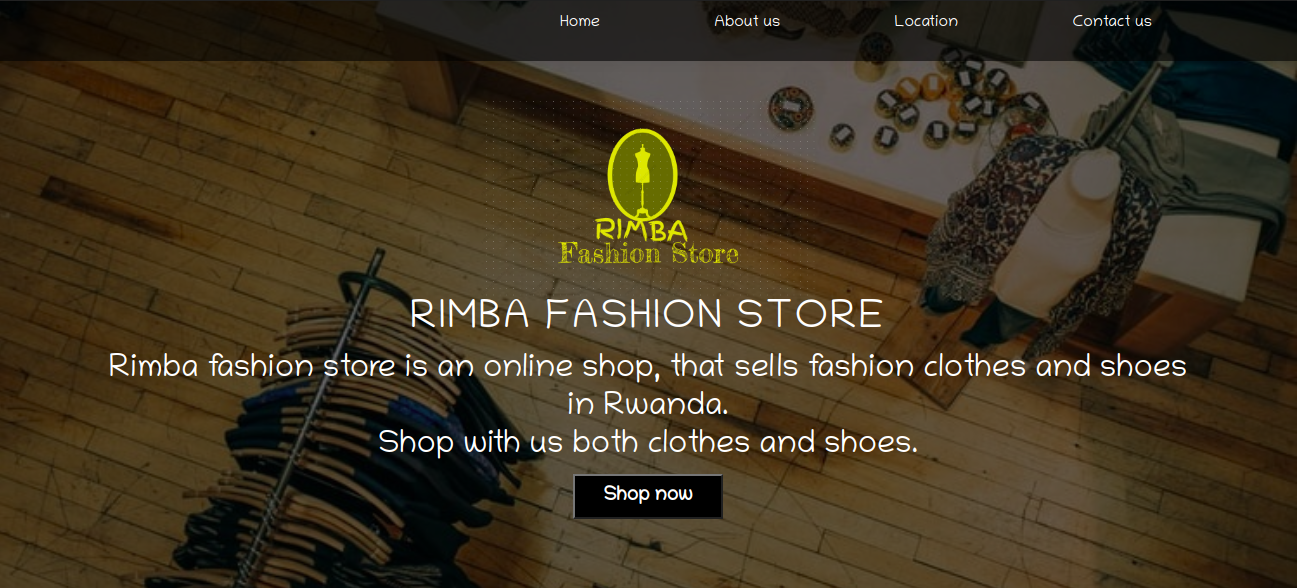 Home About us Location Contact us
RIMBA
Fashion Store
RIMBA FASHION STORE
Rimba fashion store is an online shop, that sells fashion clothes and shoes
in Rwanda.
Shop with us both clothes and shoes.
Shop now